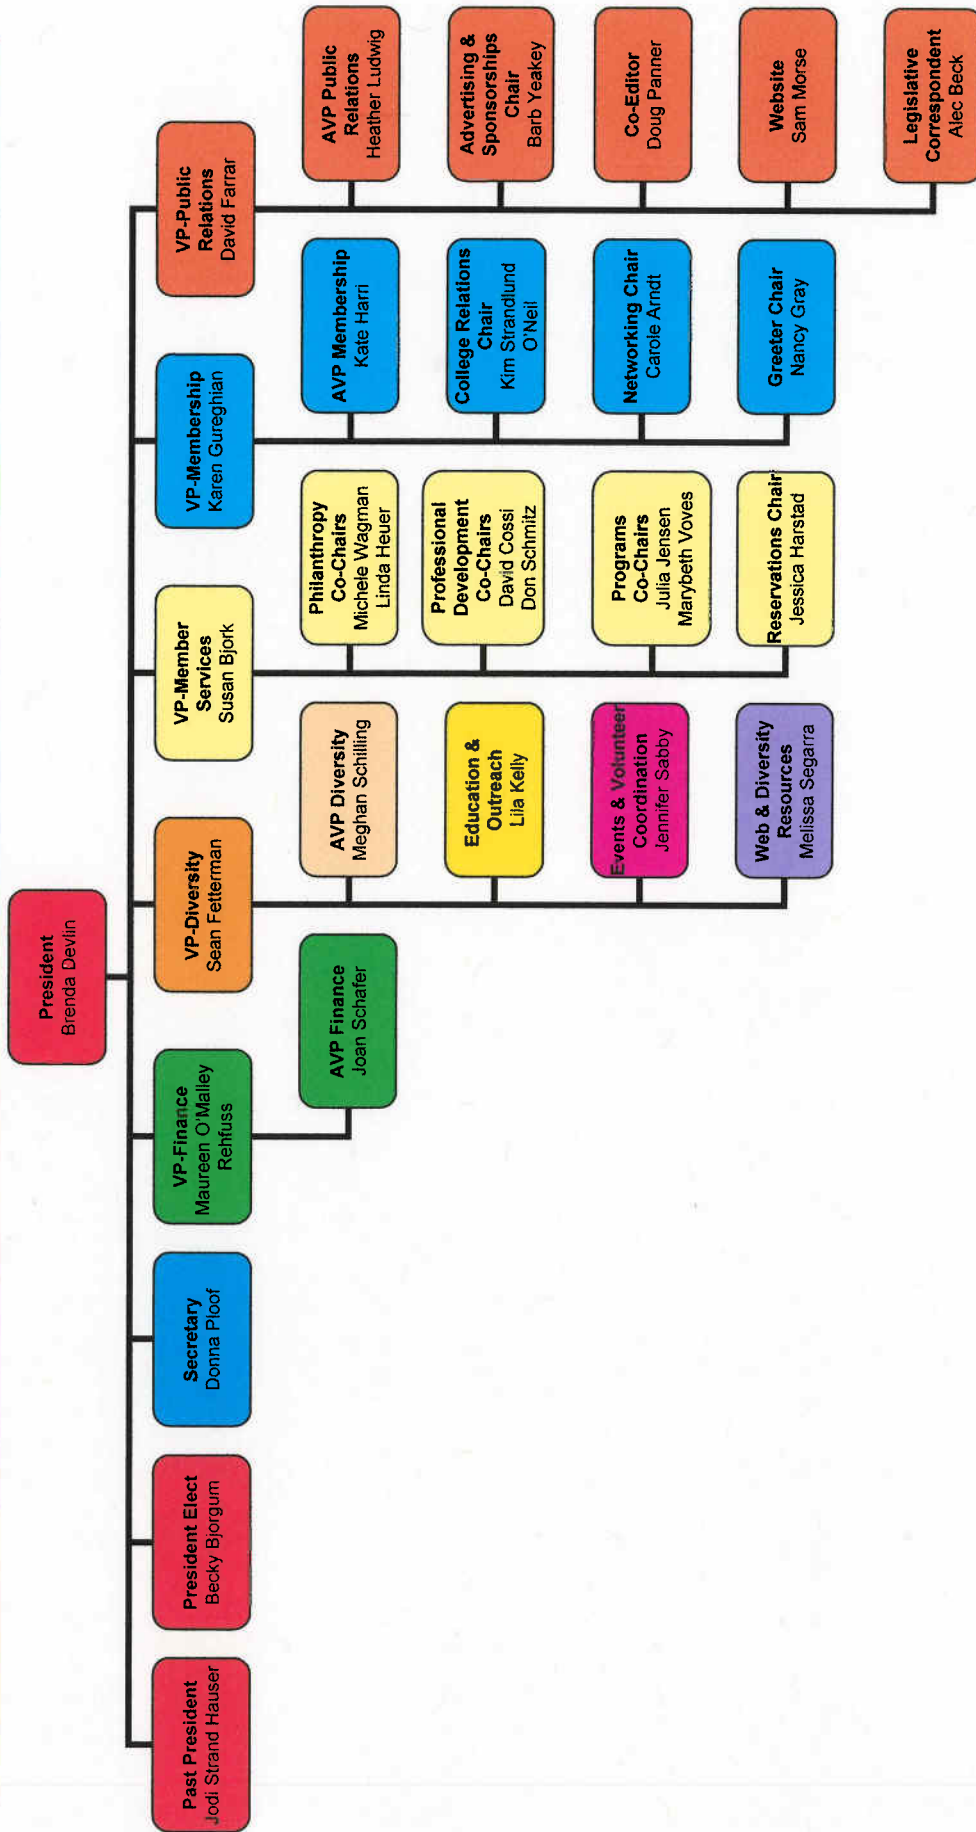 President
Brenda Devlin
Past President
Jodi Strand Hauser
President Elect
Becky Bjorgum
Secretary
Donna Ploof
VP-Finance
Maureen O'Malley
Rehfuss
VP-Diversity
Sean Fetterman
VP-Member
Services
Susan Bjork
VP-Membership
Karen Gureghian
VP-Public
Relations
David Farrar
AVP Finance
Joan Schafer
AVP Diversity
Meghan Schilling
Education &
Outreach
Lila Kelly
Events & Volunteer
Coordination
Jennifer Sabby
Web & Diversity
Resources
Melissa Segarra
Philanthropy
Co-Chairs
Michele Wagman
Linda Heuer
Professional
Development
Co-Chairs
David Cossi
Don Schmitz
Programs
Co-Chairs
Julia Jensen
Marybeth Voves
Reservations Chair
Jessica Harstad
AVP Membership
Kate Harri
College Relations
Chair
Kim Strandlund
O'Neil
Networking Chair
Carole Arndt
Greeter Chair
Nancy Gray
AVP Public
Relations
Heather Ludwig
Advertising &
Sponsorships
Chair
Barb Yeakey
Co-Editor
Doug Panner
Website
Sam Morse
Legislative
Correspondent
Alec Beck